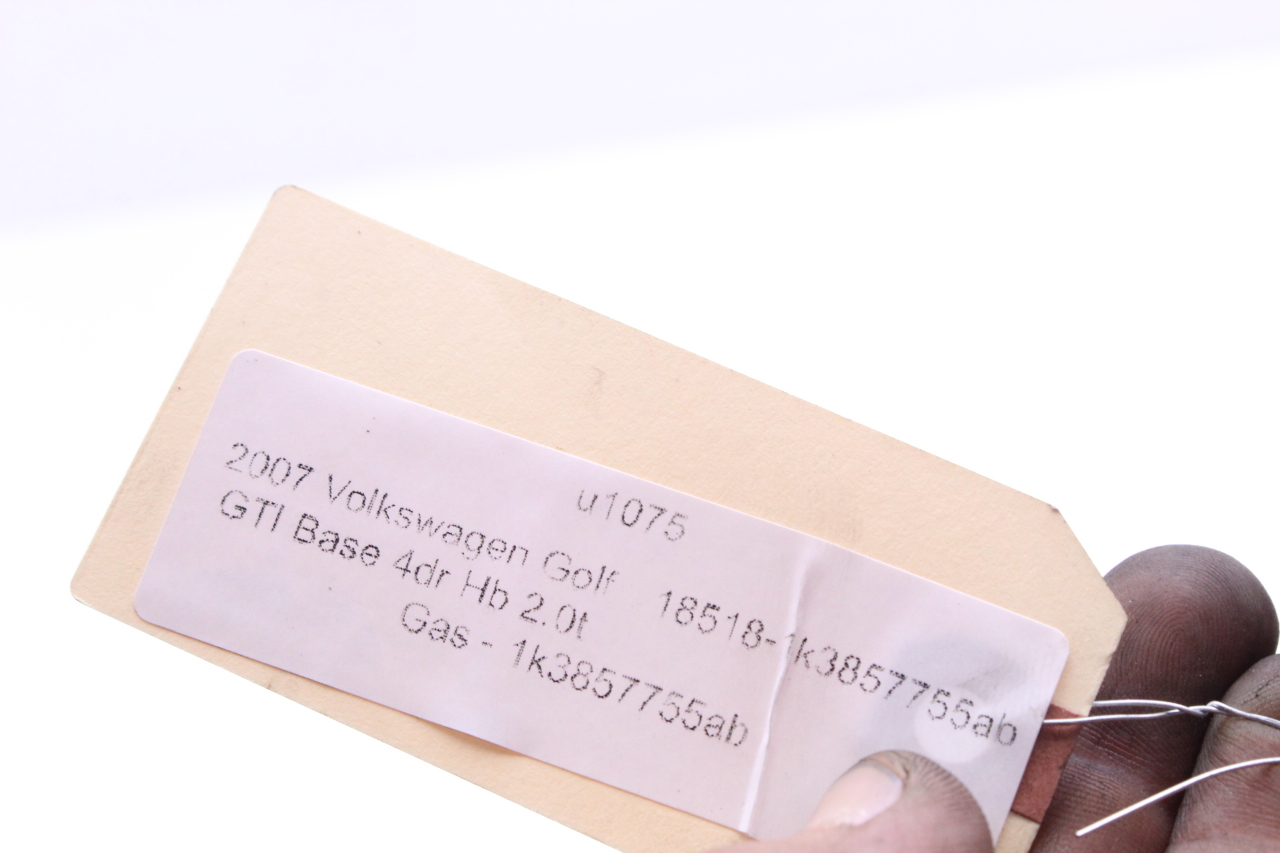 u1075
2007 Volkswagen Golf
GTI Base 4dr Hb 2.0t
Gas - 1k3857755ab
18518-1k3857755ab